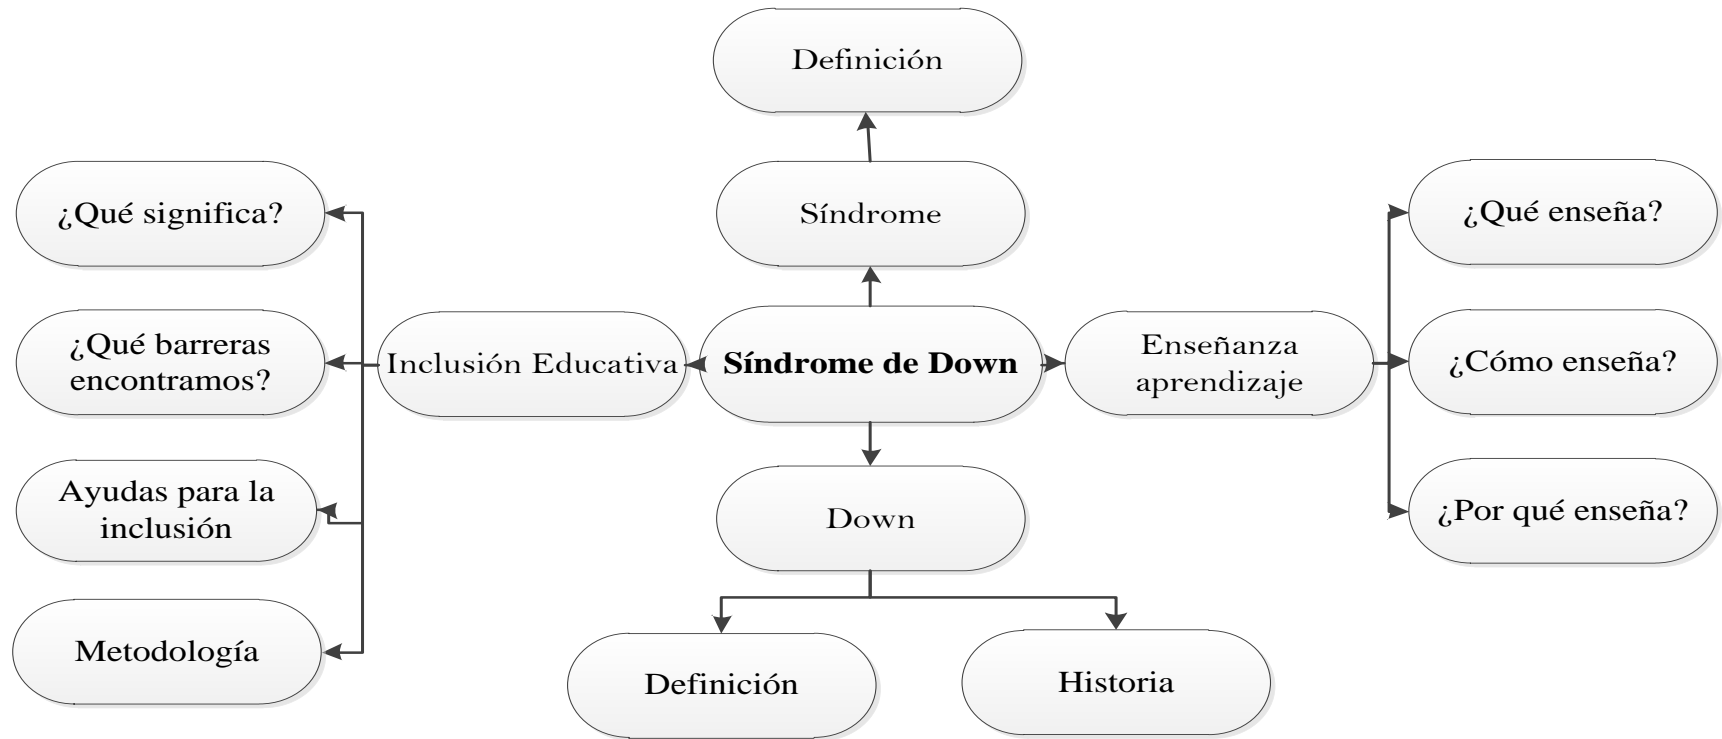 Definición
Síndrome
¿Qué significa?
¿Qué barreras
encontramos?
Ayudas para la
inclusión
Metodología
Inclusión Educativa
Síndrome de Down
Enseñanza
aprendizaje
¿Qué enseña?
¿Cómo enseña?
¿Por qué enseña?
Down
Definición
Historia